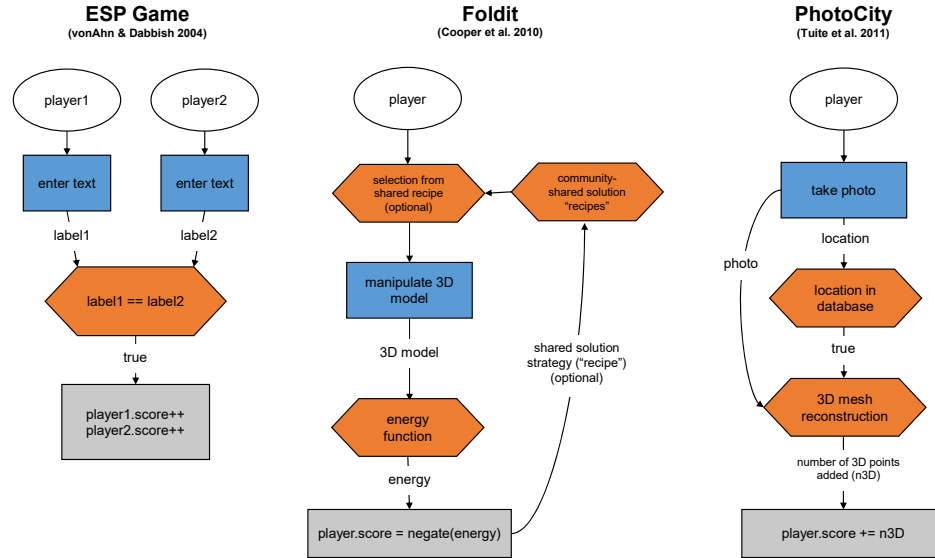 ESP Game
(vonAhn & Dabbish 2004)
player1
player2
enter text
enter text
label1
label2
label1 == label2
true
player1.score++
player2.score++
Foldit
(Cooper et al. 2010)
player
selection from
shared recipe
(optional)
community-
shared solution
“recipes”
manipulate 3D
model
3D model
shared solution
strategy (“recipe”)
(optional)
energy
function
energy
player.score = negate(energy)
PhotoCity
(Tuite et al. 2011)
player
take photo
location
photo
location in
database
true
3D mesh
reconstruction
number of 3D points
added (n3D)
player.score += n3D